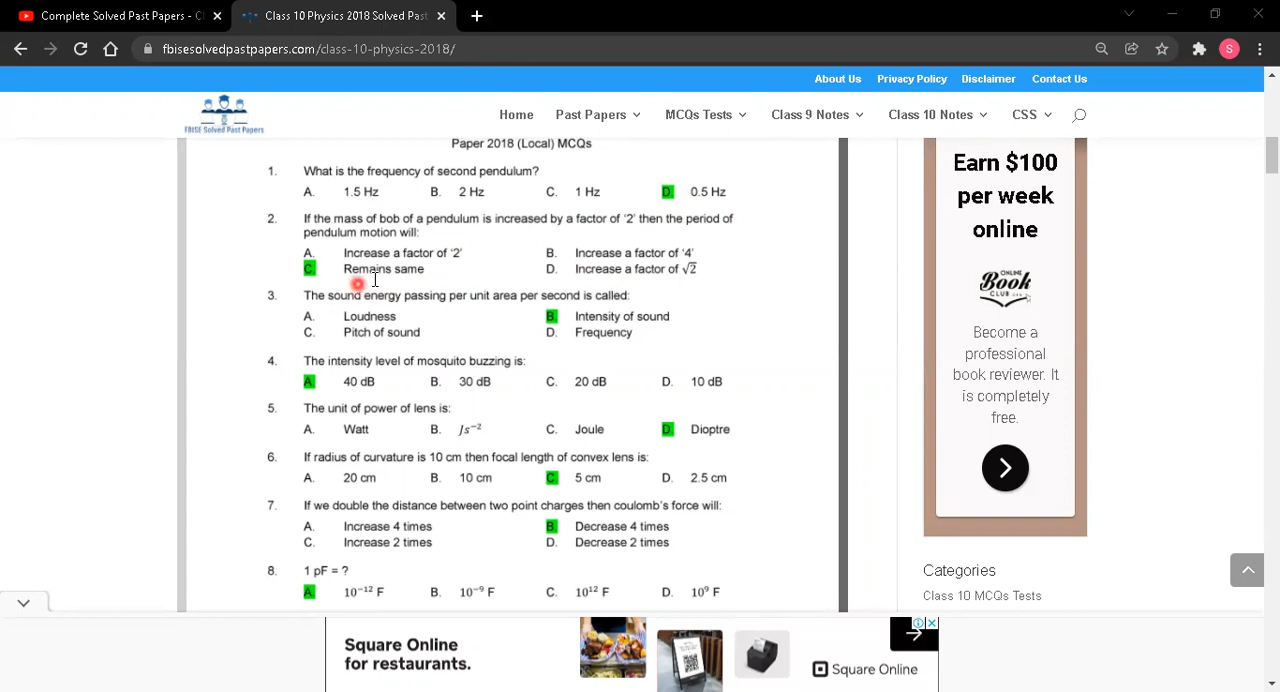 Complete Solved Past Papers - Cl
Class 10 Physics 2018 Solved Past
fbisesolvedpastpapers.com/class-10-physics-2018/
S
About Us Privacy Policy Disclaimer Contact Us
FBISE SOLVED PAST PAPERS
Home Past Papers MCQs Tests Class 9 Notes Class 10 Notes CSS
Paper 2018 (Local) MCQs
1. What is the frequency of second pendulum?
A. 1.5 Hz B. 2 Hz C. 1 Hz D. 0.5 Hz
2. If the mass of bob of a pendulum is increased by a factor of ‘2’ then the period of
pendulum motion will:
A. Increase a factor of ‘2’ B. Increase a factor of ‘4’
C. Remains same D. Increase a factor of √2
3. The sound energy passing per unit area per second is called:
A. Loudness B. Intensity of sound
C. Pitch of sound D. Frequency
4. The intensity level of mosquito buzzing is:
A. 40 dB B. 30 dB C. 20 dB D. 10 dB
5. The unit of power of lens is:
A. Watt B. Js⁻² C. Joule D. Dioptre
6. If radius of curvature is 10 cm then focal length of convex lens is:
A. 20 cm B. 10 cm C. 5 cm D. 2.5 cm
7. If we double the distance between two point charges then coulomb’s force will:
A. Increase 4 times B. Decrease 4 times
C. Increase 2 times D. Decrease 2 times
8. 1 pF = ?
A. 10⁻¹² F B. 10⁻⁹ F C. 10¹² F D. 10⁹ F
Earn $100
per week
online
ONLINE
Book
CLUB
Become a
professional
book reviewer. It
is completely
free.
Categories
Class 10 MCQs Tests
Square Online
for restaurants.
Square Online